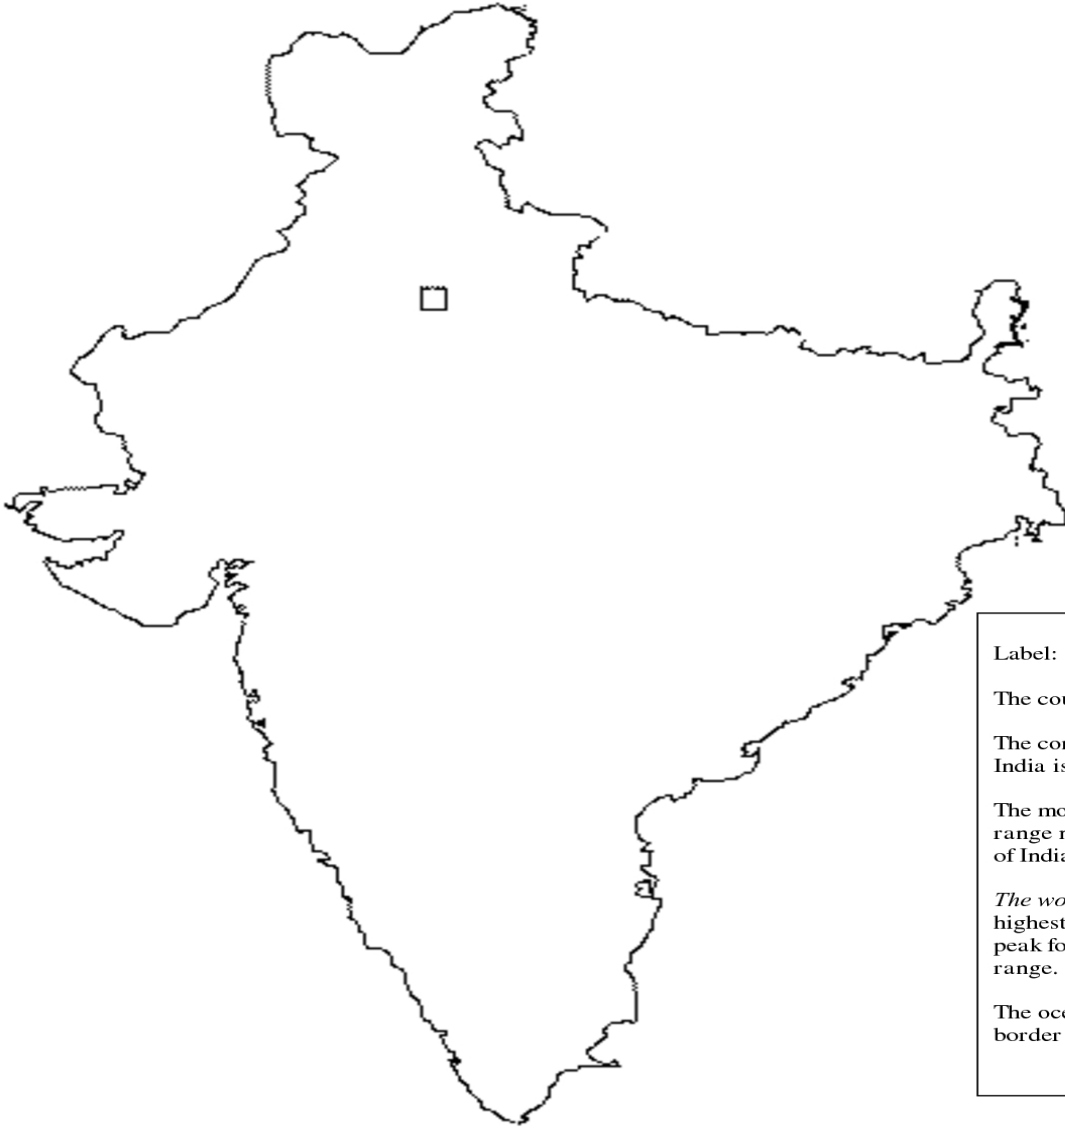 Label:
The cou
The con
India is
The mo
range r
of India
The wo
highest
peak fo
range.
The oce
border